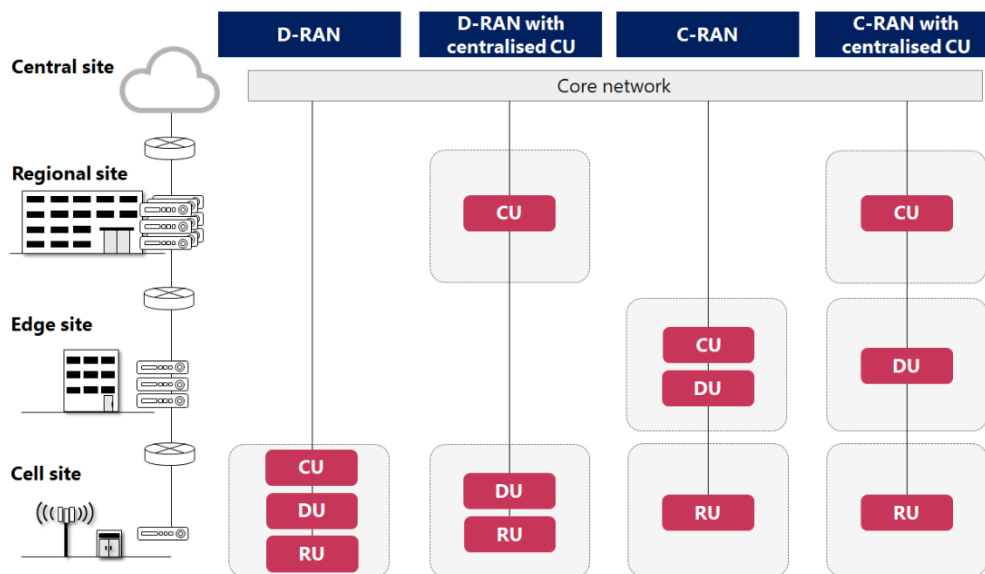 D-RAN
D-RAN with
centralised CU
C-RAN
C-RAN with
centralised CU
Central site
Core network
Regional site
CU
CU
Edge site
CU
DU
DU
Cell site
CU
DU
RU
DU
RU
RU
RU